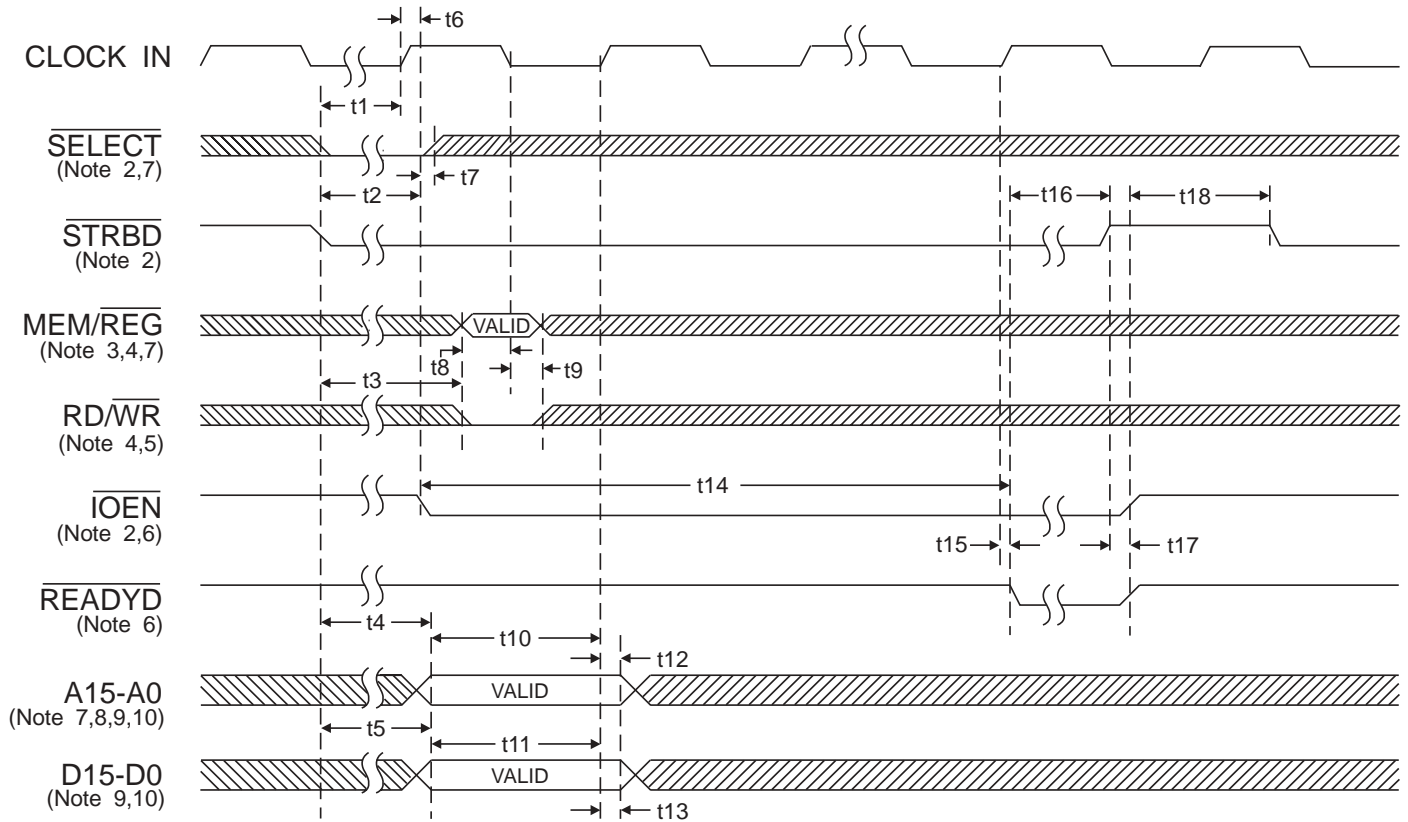 t6
CLOCK IN
t1
SELECT
(Note 2,7)
t7
t2
t16
t18
STRBD
(Note 2)
MEM/REG
(Note 3,4,7)
VALID
t8
t9
t3
RD/WR
(Note 4,5)
t14
IOEN
(Note 2,6)
t15
t17
READYD
(Note 6)
t4
t10
t12
A15-A0
(Note 7,8,9,10)
VALID
t5
t11
D15-D0
(Note 9,10)
VALID
t13